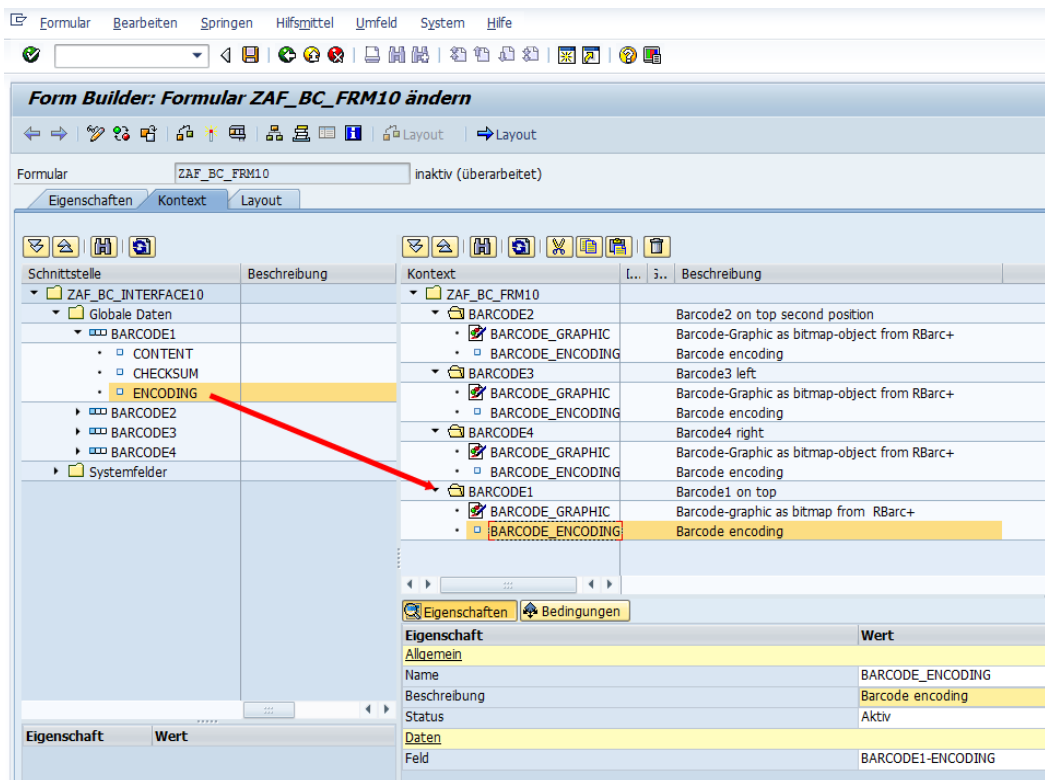 Formular Bearbeiten Springen Hilfsmittel Umfeld System Hilfe
Form Builder: Formular ZAF_BC_FRM10 ändern
Layout Layout
Formular ZAF_BC_FRM10 inaktiv (überarbeitet)
Eigenschaften Kontext Layout
Schnittstelle Beschreibung
ZAF_BC_INTERFACE10
Globale Daten
BARCODE1
CONTENT
CHECKSUM
ENCODING
BARCODE2
BARCODE3
BARCODE4
Systemfelder
Eigenschaft Wert
Kontext I... Beschreibung
ZAF_BC_FRM10
BARCODE2 Barcode2 on top second position
BARCODE_GRAPHIC Barcode-Graphic as bitmap-object from RBarc+
BARCODE_ENCODING Barcode encoding
BARCODE3 Barcode3 left
BARCODE_GRAPHIC Barcode-Graphic as bitmap-object from RBarc+
BARCODE_ENCODING Barcode encoding
BARCODE4 Barcode4 right
BARCODE_GRAPHIC Barcode-Graphic as bitmap-object from RBarc+
BARCODE_ENCODING Barcode encoding
BARCODE1 Barcode1 on top
BARCODE_GRAPHIC Barcode-graphic as bitmap from RBarc+
BARCODE_ENCODING Barcode encoding
Eigenschaften Bedingungen
Eigenschaft Wert
Allgemein
Name BARCODE_ENCODING
Beschreibung Barcode encoding
Status Aktiv
Daten
Feld BARCODE1-ENCODING